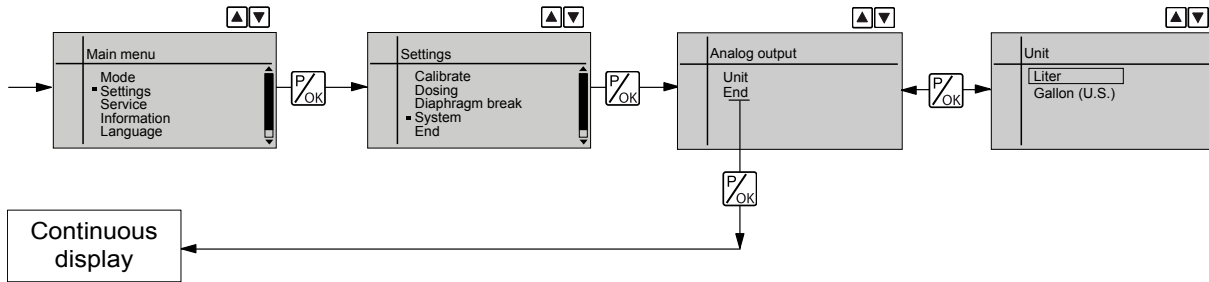 Main menu
Mode
Settings
Service
Information
Language
P/OK
Settings
Calibrate
Dosing
Diaphragm break
System
End
P/OK
Analog output
Unit
End
P/OK
Unit
Liter
Gallon (U.S.)
P/OK
Continuous
display